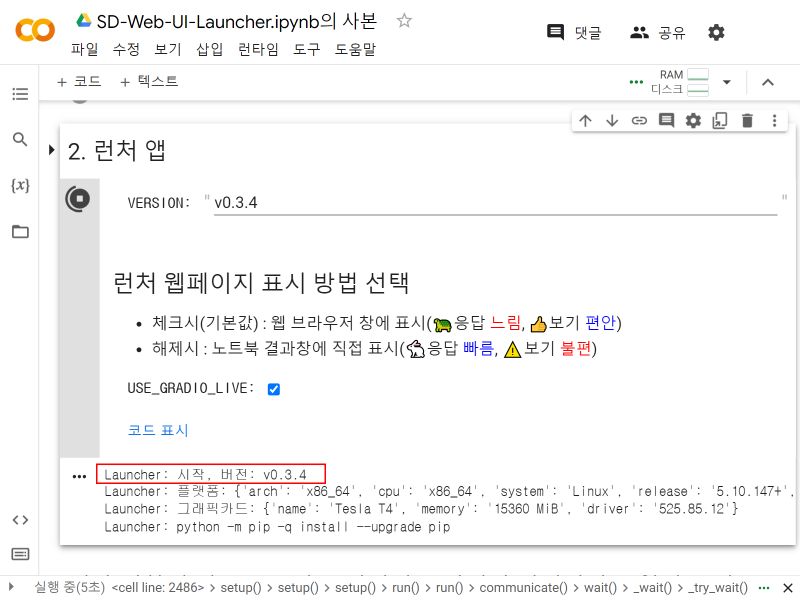 SD-Web-UI-Launcher.ipynb의 사본
파일 수정 보기 삽입 런타임 도구 도움말
댓글 공유
+ 코드 + 텍스트
RAM
디스크
{x}
2. 런처 앱
VERSION: " v0.3.4 "
런처 웹페이지 표시 방법 선택
• 체크시(기본값) : 웹 브라우저 창에 표시(🐢응답 느림, 👍보기 편안)
• 해제시 : 노트북 결과창에 직접 표시(🐇응답 빠름, ⚠️보기 불편)
USE_GRADIO_LIVE:
코드 표시
Launcher: 시작, 버전: v0.3.4
Launcher: 플랫폼: {'arch': 'x86_64', 'cpu': 'x86_64', 'system': 'Linux', 'release': '5.10.147+',
Launcher: 그래픽카드: {'name': 'Tesla T4', 'memory': '15360 MiB', 'driver': '525.85.12'}
Launcher: python -m pip -q install --upgrade pip
실행 중(5초) <cell line: 2486> > setup() > setup() > setup() > run() > run() > communicate() > wait() > _wait() > _try_wait()